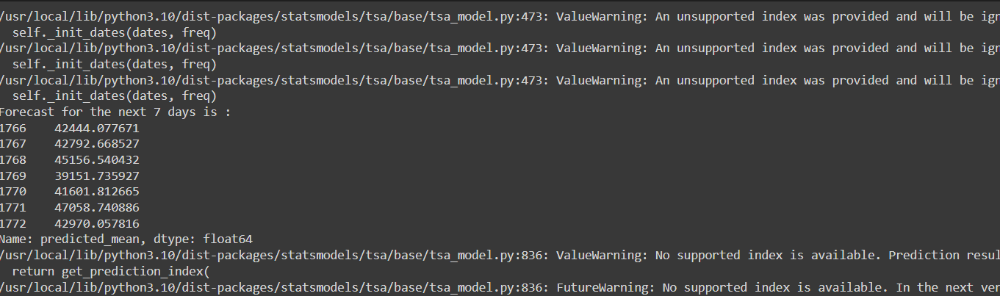 /usr/local/lib/python3.10/dist-packages/statsmodels/tsa/base/tsa_model.py:473: ValueWarning: An unsupported index was provided and will be ign
self._init_dates(dates, freq)
/usr/local/lib/python3.10/dist-packages/statsmodels/tsa/base/tsa_model.py:473: ValueWarning: An unsupported index was provided and will be ign
self._init_dates(dates, freq)
/usr/local/lib/python3.10/dist-packages/statsmodels/tsa/base/tsa_model.py:473: ValueWarning: An unsupported index was provided and will be ign
self._init_dates(dates, freq)
Forecast for the next 7 days is :
1766 42444.077671
1767 42792.668527
1768 45156.540432
1769 39151.735927
1770 41601.812665
1771 47058.740886
1772 42970.057816
Name: predicted_mean, dtype: float64
/usr/local/lib/python3.10/dist-packages/statsmodels/tsa/base/tsa_model.py:836: ValueWarning: No supported index is available. Prediction resul
return get_prediction_index(
/usr/local/lib/python3.10/dist-packages/statsmodels/tsa/base/tsa_model.py:836: FutureWarning: No supported index is available. In the next ver